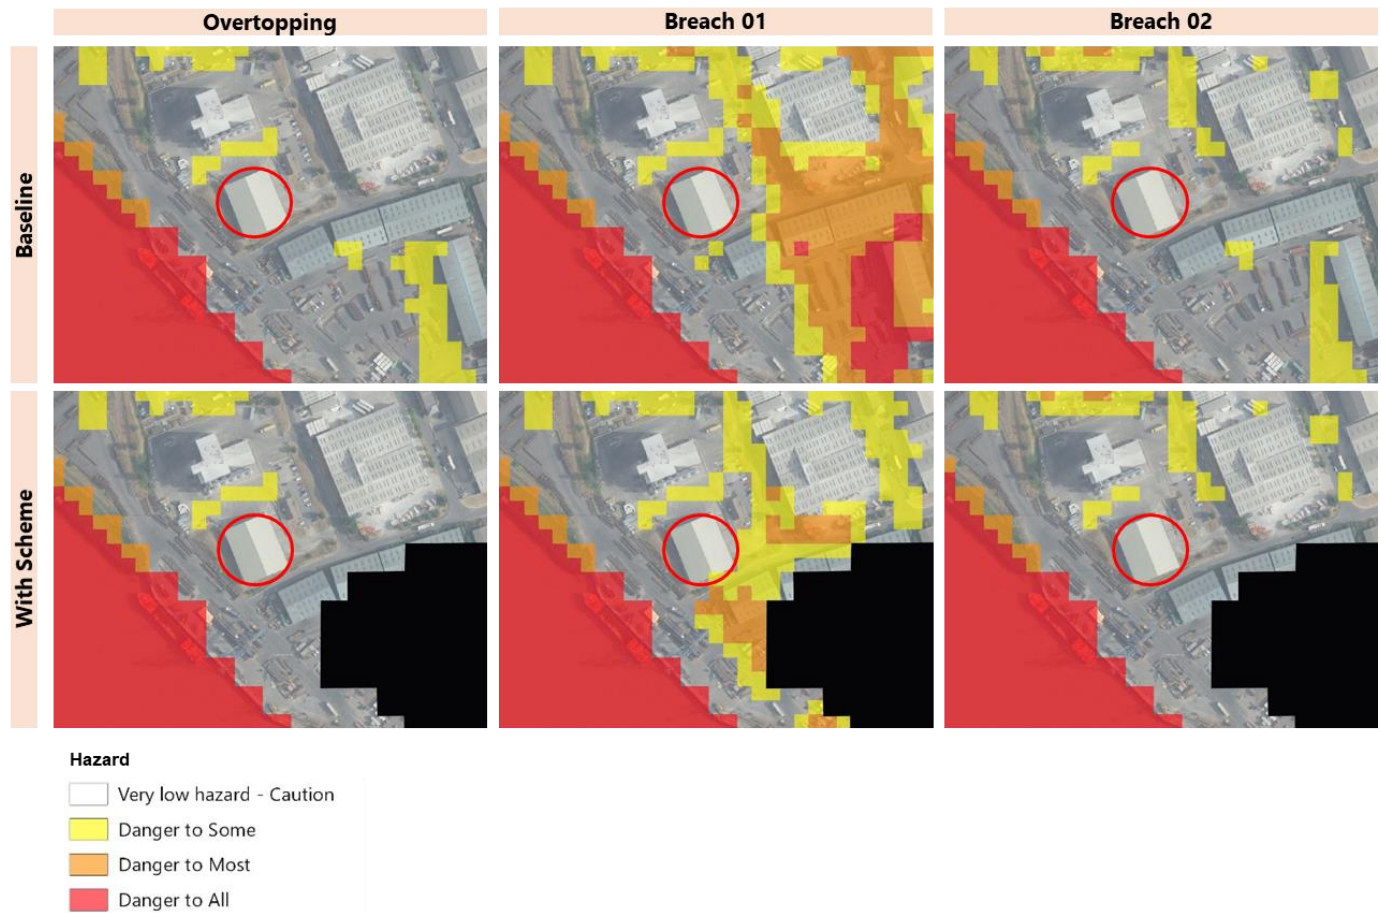 Overtopping
Breach 01
Breach 02
Baseline
With Scheme
Hazard
Very low hazard - Caution
Danger to Some
Danger to Most
Danger to All